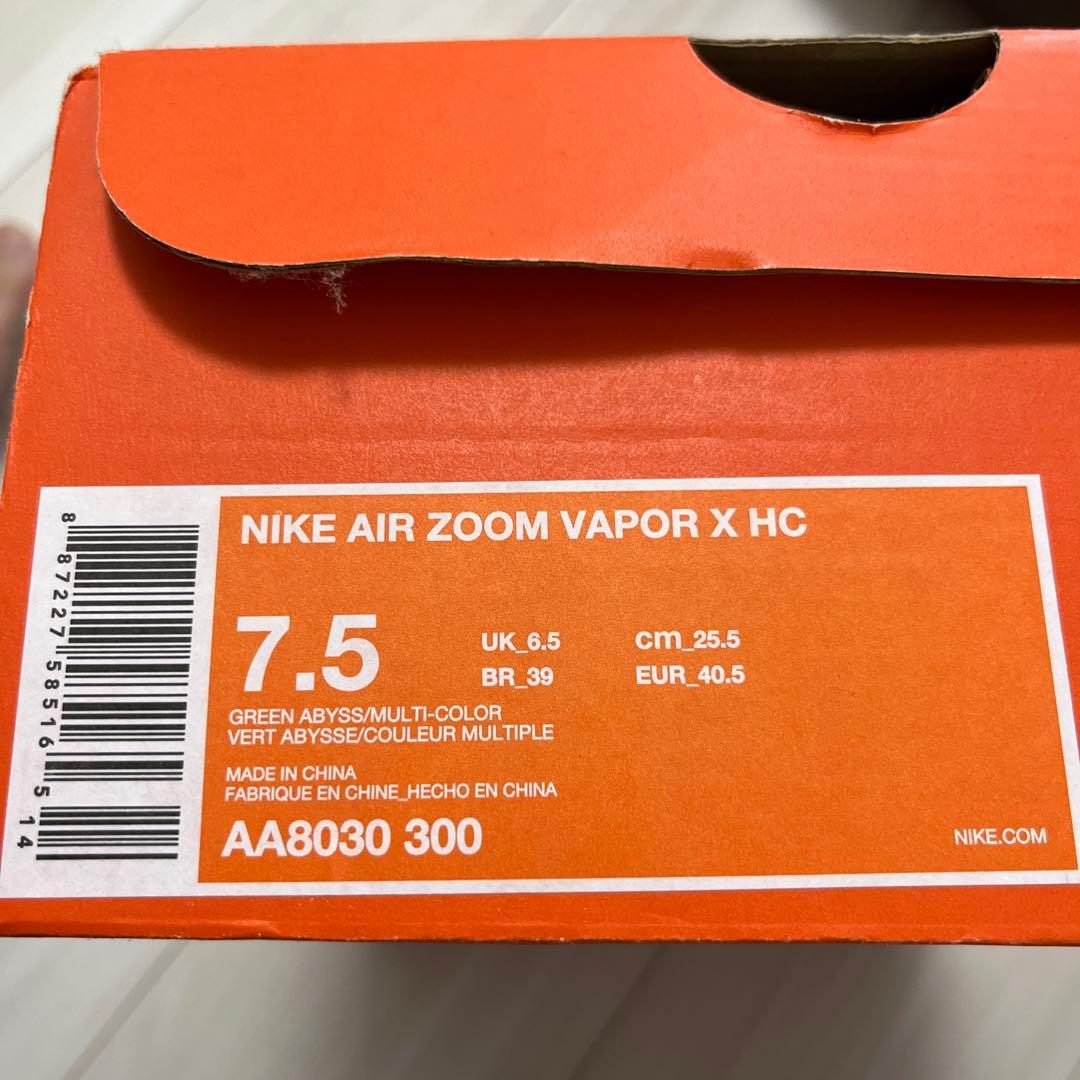 NIKE AIR ZOOM VAPOR X HC
7.5
UK_6.5 cm_25.5
BR_39 EUR_40.5
GREEN ABYSS/MULTI-COLOR
VERT ABYSSE/COULEUR MULTIPLE
MADE IN CHINA
FABRIQUE EN CHINE_HECHO EN CHINA
AA8030 300
NIKE.COM
8 87227 58516 5 14